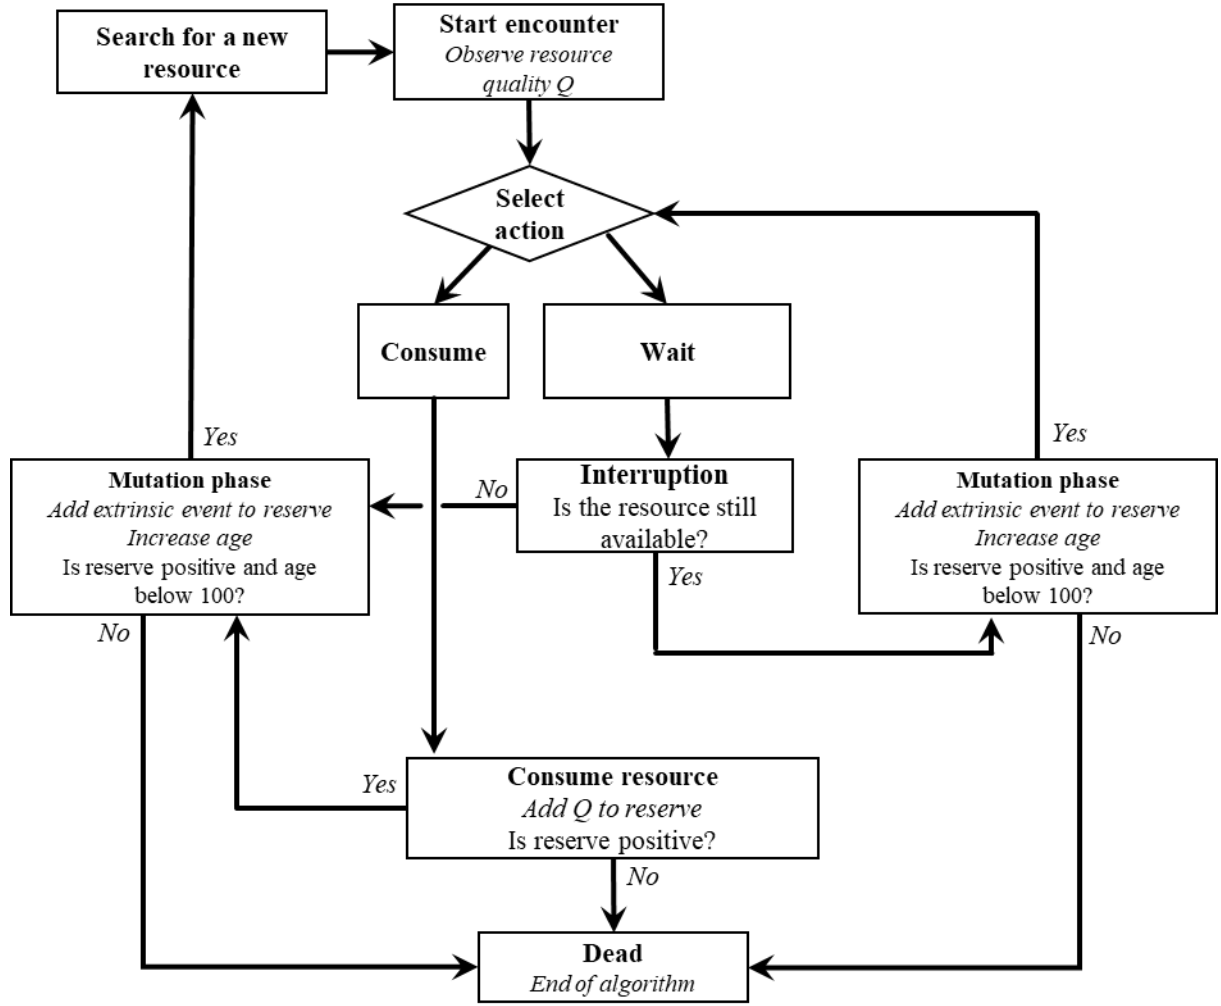 Search for a new
resource
Start encounter
Observe resource
quality Q
Select
action
Consume
Wait
Yes
Mutation phase
Add extrinsic event to reserve
Increase age
Is reserve positive and age
below 100?
No
No
Interruption
Is the resource still
available?
Yes
Yes
Mutation phase
Add extrinsic event to reserve
Increase age
Is reserve positive and age
below 100?
No
Yes
Consume resource
Add Q to reserve
Is reserve positive?
No
Dead
End of algorithm